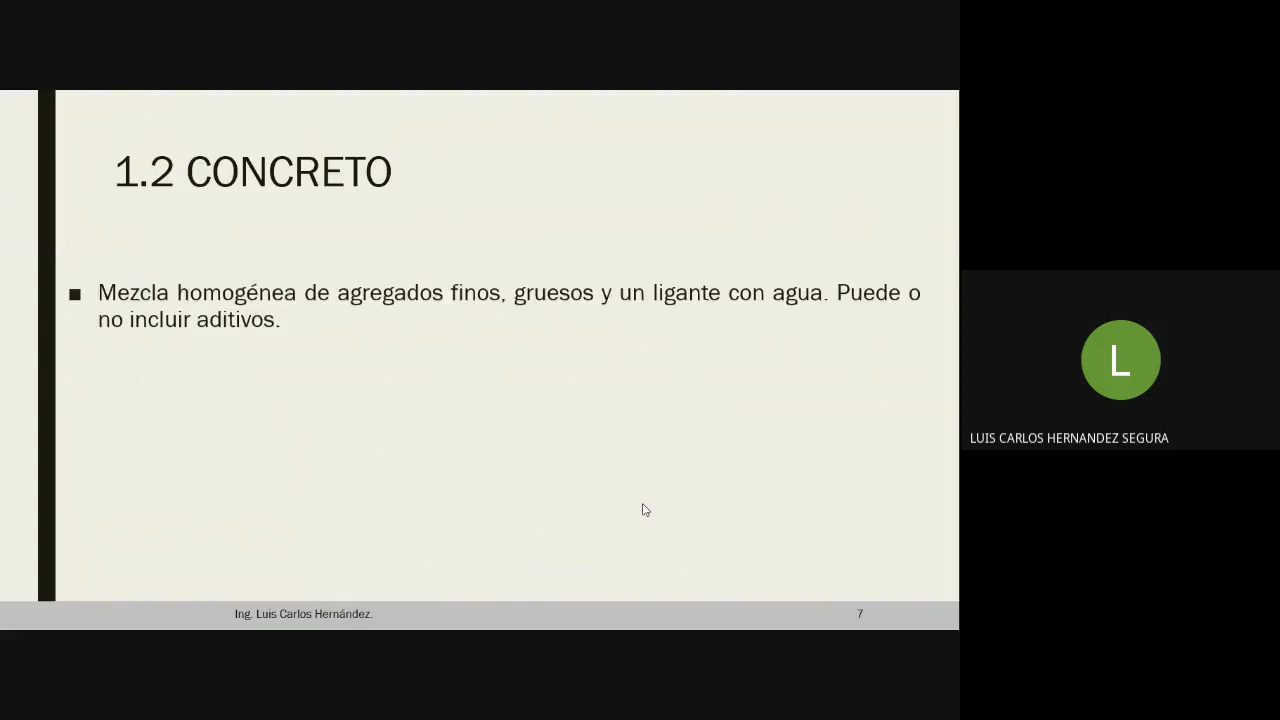 1.2 CONCRETO
▪ Mezcla homogénea de agregados finos, gruesos y un ligante con agua. Puede o
no incluir aditivos.
Ing. Luis Carlos Hernández.
7
L
LUIS CARLOS HERNANDEZ SEGURA